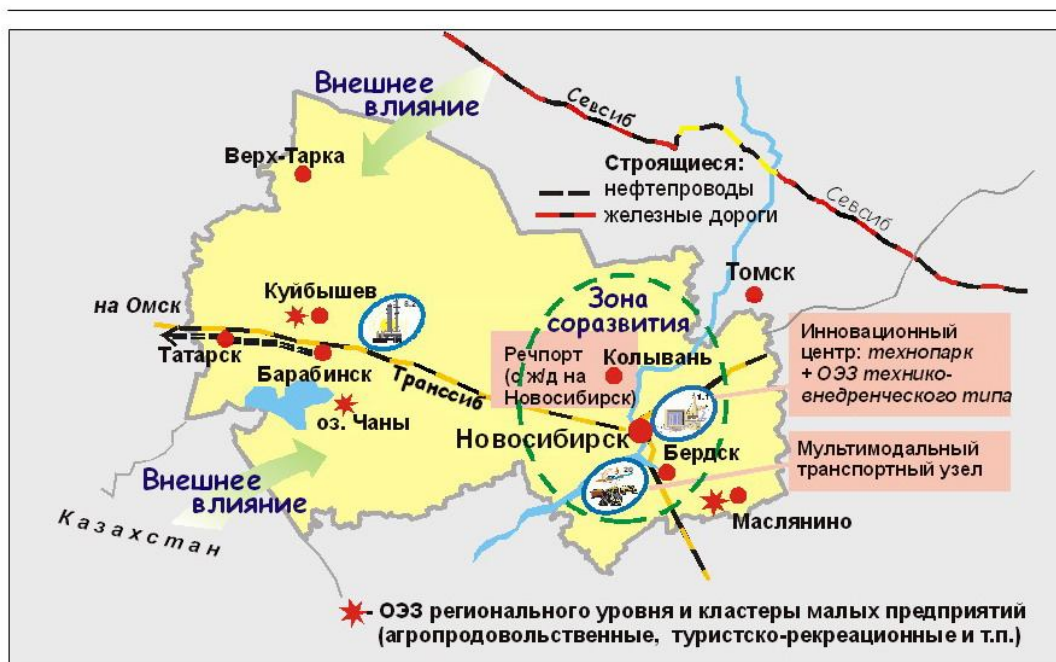 Внешнее
влияние
Севсиб
Верх-Тарка
Строящиеся:
нефтепроводы
железные дороги
Севсиб
Томск
на Омск
Куйбышев
Зона
соразвития
Татарск
Барабинск
Транссиб
Речпорт
(с ж/д на
Новосибирск)
Колывань
Инновационный
центр: технопарк
+ ОЭЗ технико-
внедренческого типа
оз. Чаны
Новосибирск
Бердск
Мультимодальный
транспортный узел
Внешнее
влияние
Маслянино
Казахстан
- ОЭЗ регионального уровня и кластеры малых предприятий
(агропродовольственные, туристско-рекреационные и т.п.)